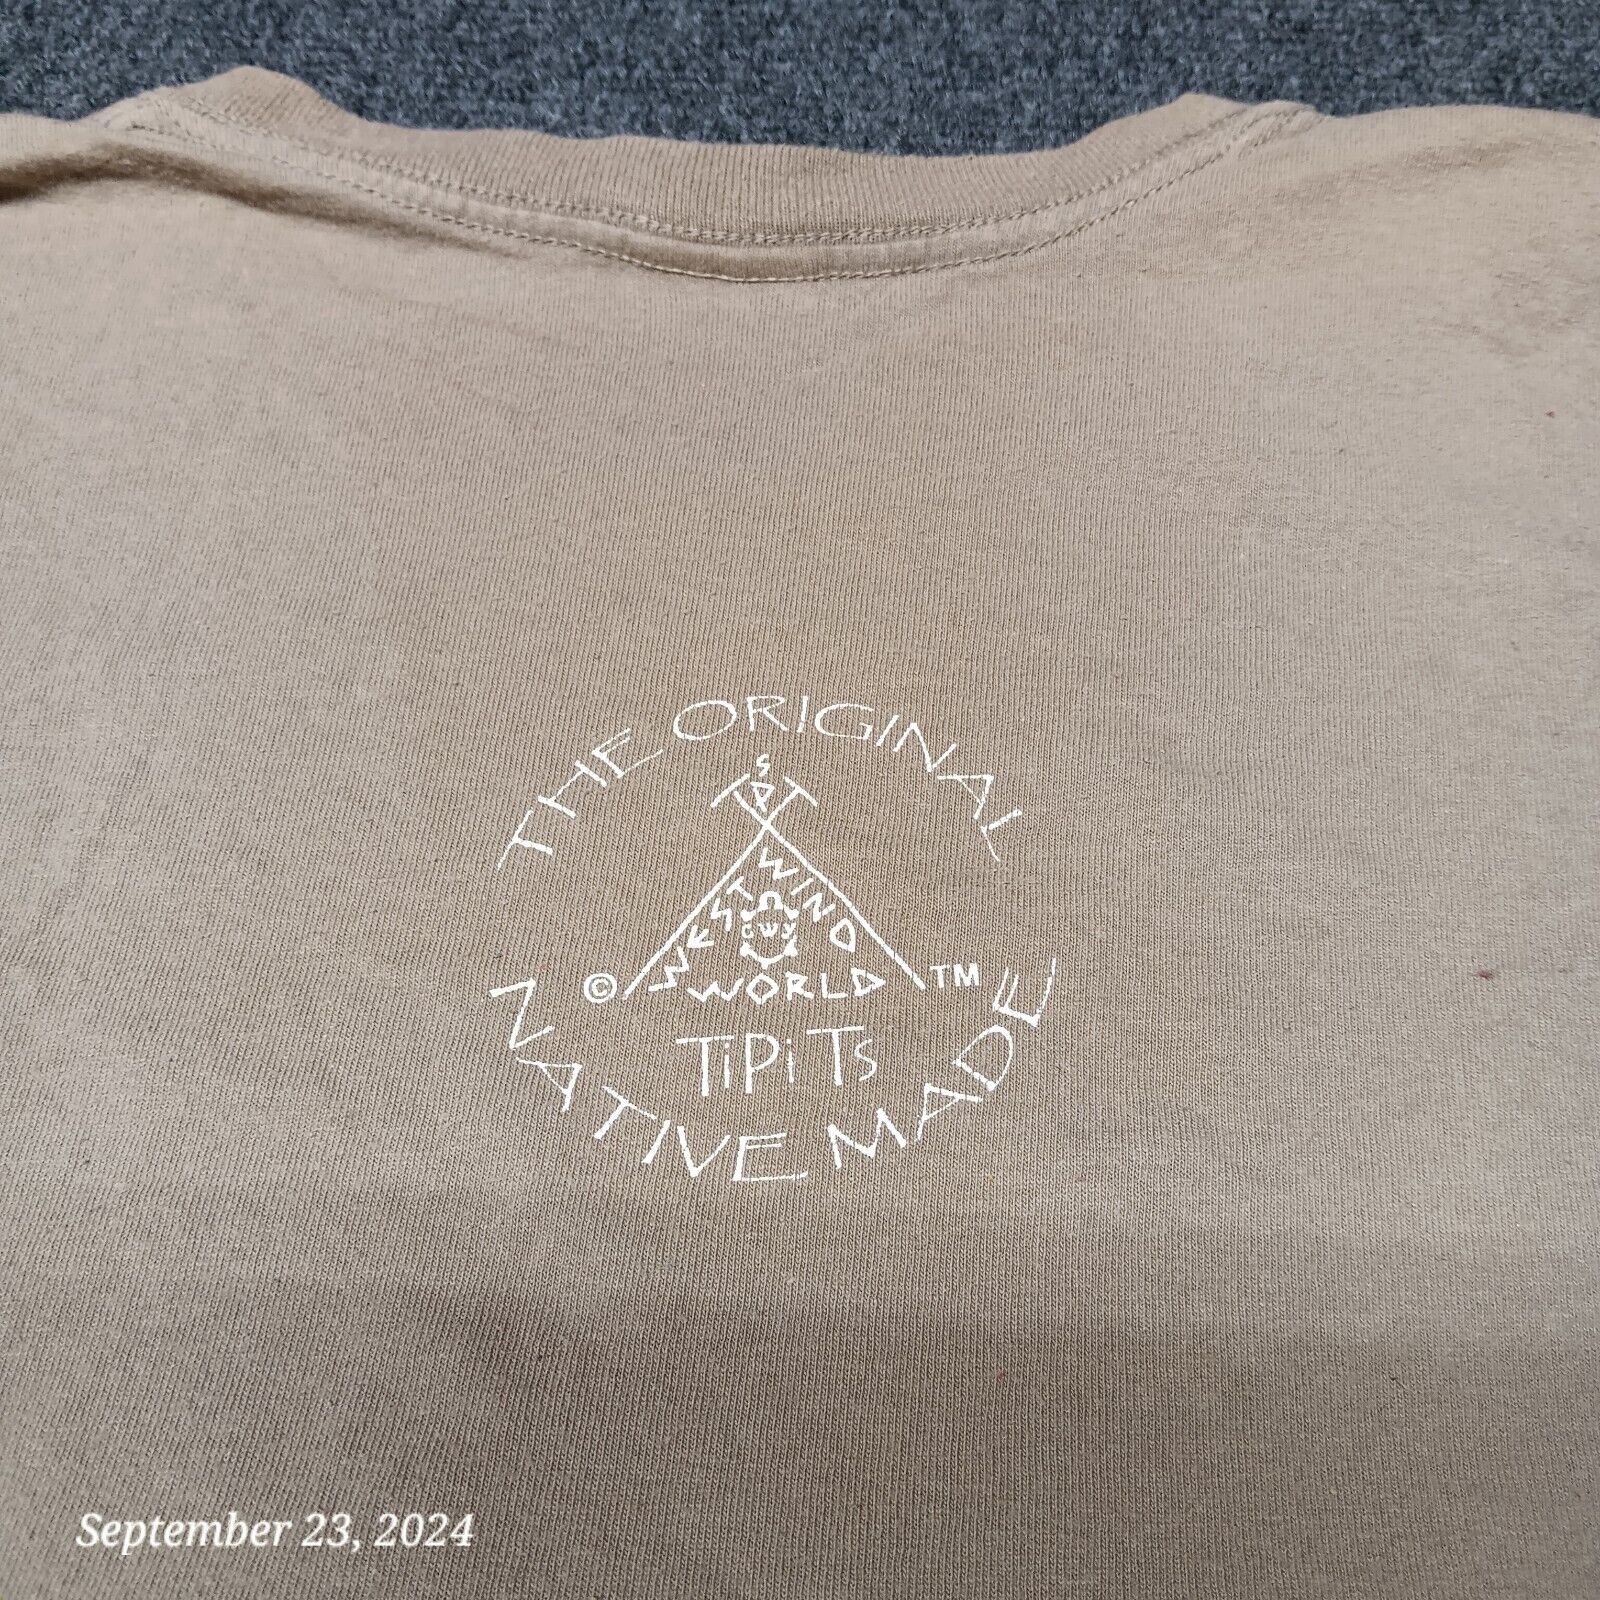 THE ORIGINAL
WEST WIND
WORLD
© TM
TiPi Ts
NATIVE MADE
September 23, 2024